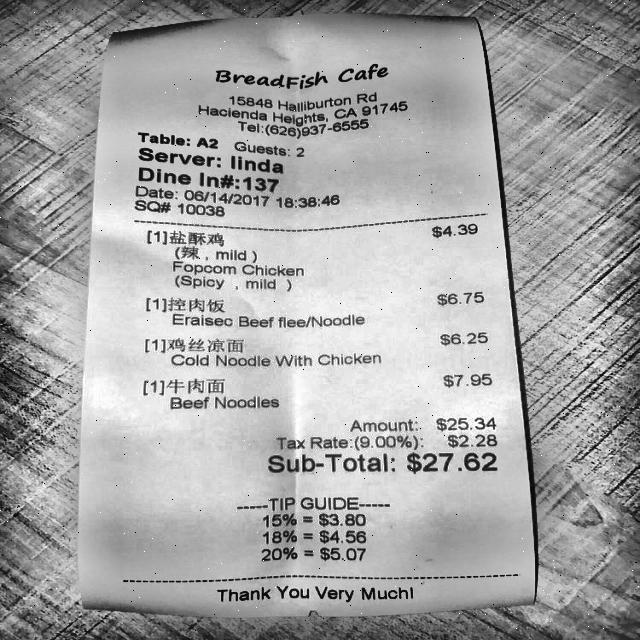 BreadFish Cafe
15848 Halliburton Rd
Hacienda Heights, CA 91745
Tel:(626)937-6555
Table: A2 Guests: 2
Server: linda
Dine In#:137
Date: 06/14/2017 18:38:46
SQ# 10038
[1]盐酥鸡 $4.39
(辣 , mild )
Fopcom Chicken
(Spicy , mild )
[1]控肉饭 $6.75
Eraisec Beef flee/Noodle
[1]鸡丝凉面 $6.25
Cold Noodle With Chicken
[1]牛肉面 $7.95
Beef Noodles
Amount: $25.34
Tax Rate:(9.00%): $2.28
Sub-Total: $27.62
-----TIP GUIDE-----
15% = $3.80
18% = $4.56
20% = $5.07
Thank You Very Much!